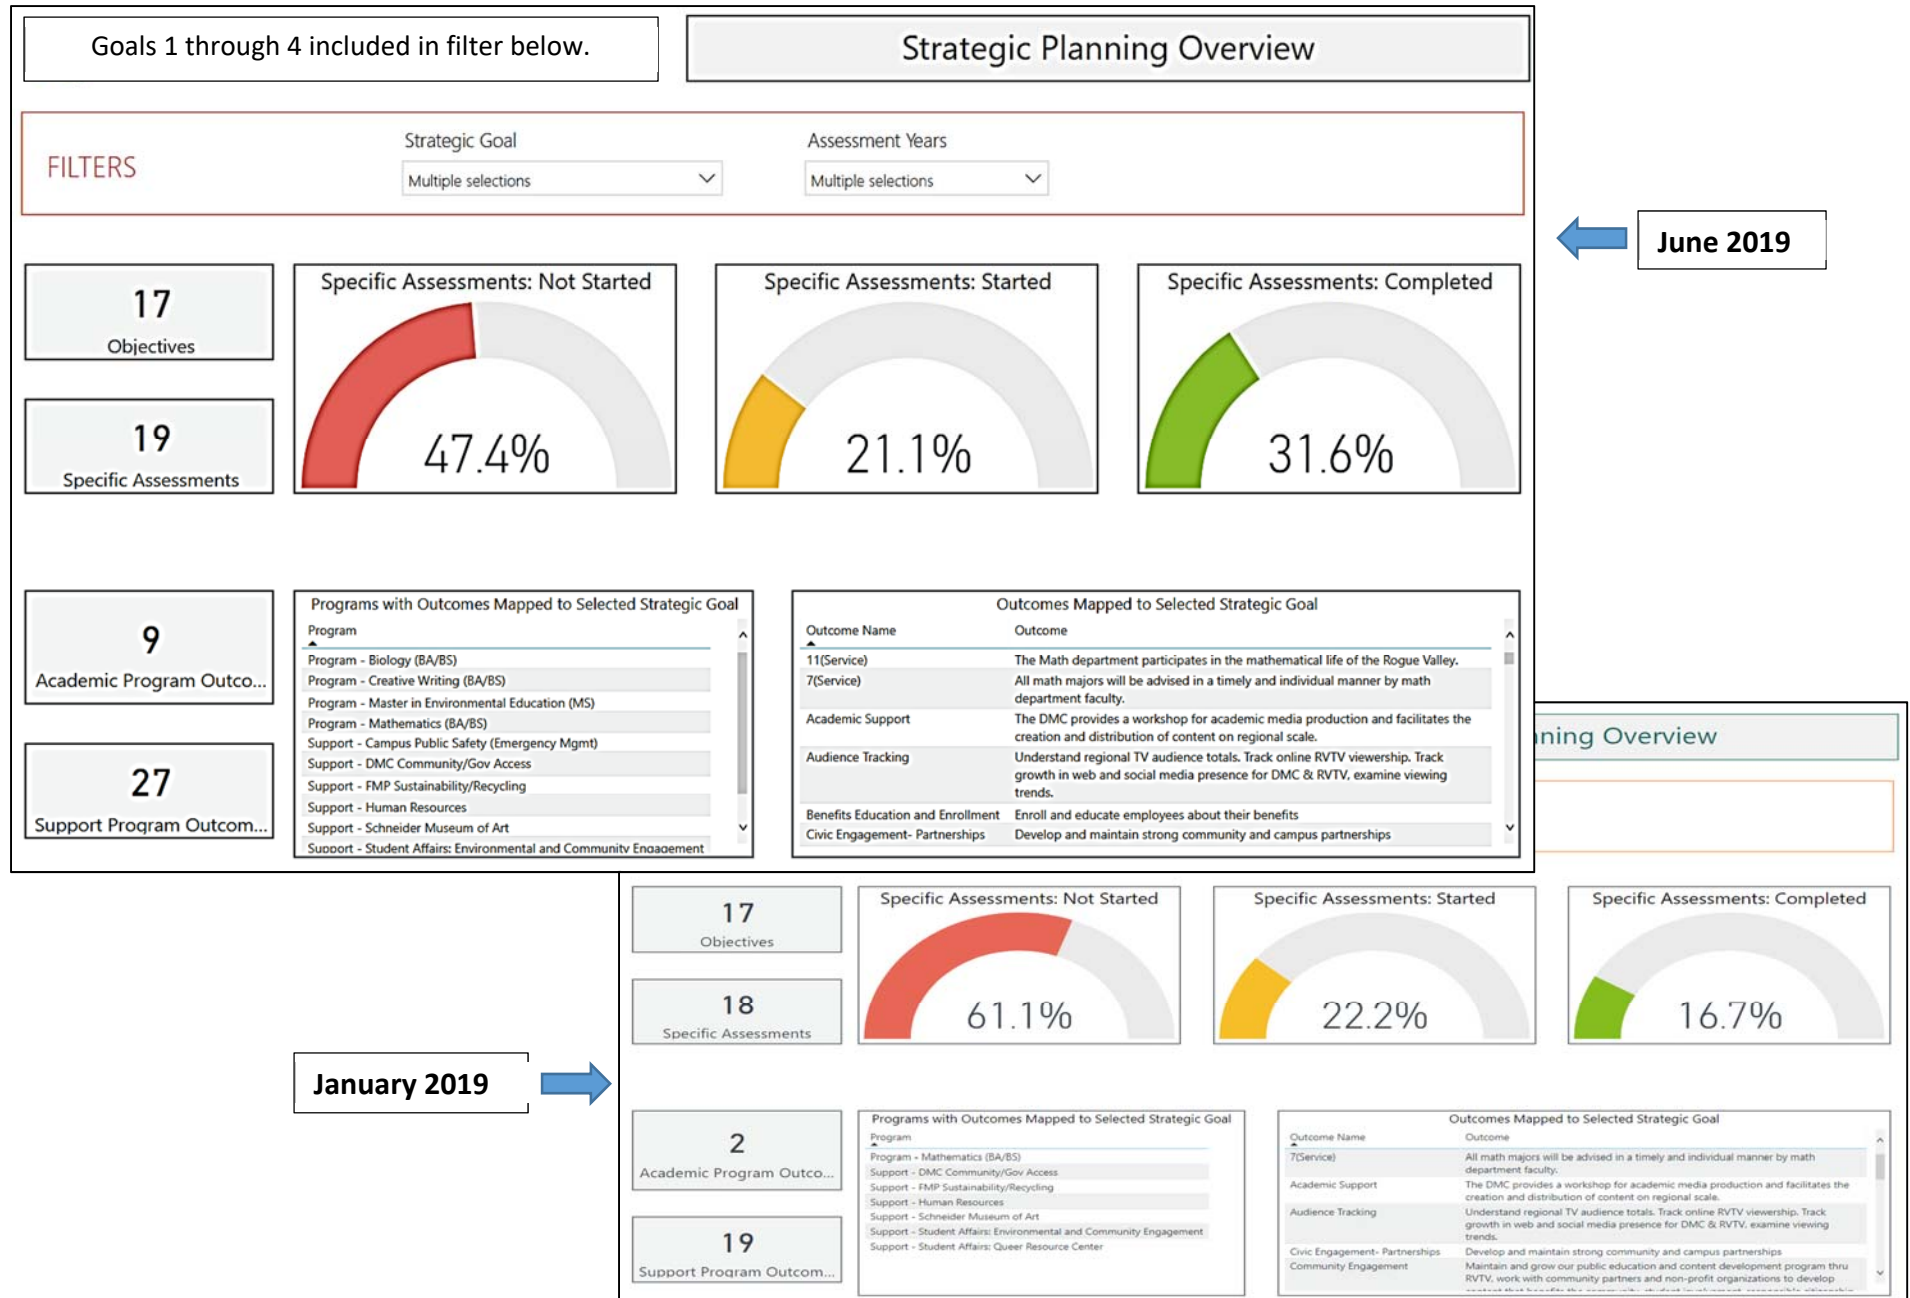 Goals 1 through 4 included in filter below.
Strategic Planning Overview
FILTERS
Strategic Goal
Multiple selections
Assessment Years
Multiple selections
June 2019
17
Objectives
Specific Assessments: Not Started
47.4%
Specific Assessments: Started
21.1%
Specific Assessments: Completed
31.6%
19
Specific Assessments
9
Academic Program Outco...
27
Support Program Outcom...
Programs with Outcomes Mapped to Selected Strategic Goal
Program
Program - Biology (BA/BS)
Program - Creative Writing (BA/BS)
Program - Master in Environmental Education (MS)
Program - Mathematics (BA/BS)
Support - Campus Public Safety (Emergency Mgmt)
Support - DMC Community/Gov Access
Support - FMP Sustainability/Recycling
Support - Human Resources
Support - Schneider Museum of Art
Support - Student Affairs: Environmental and Community Engagement
Outcomes Mapped to Selected Strategic Goal
Outcome Name Outcome
11(Service) The Math department participates in the mathematical life of the Rogue Valley.
7(Service) All math majors will be advised in a timely and individual manner by math
department faculty.
Academic Support The DMC provides a workshop for academic media production and facilitates the
creation and distribution of content on regional scale.
Audience Tracking Understand regional TV audience totals. Track online RVTV viewership. Track
growth in web and social media presence for DMC & RVTV, examine viewing
trends.
Benefits Education and Enrollment Enroll and educate employees about their benefits
Civic Engagement- Partnerships Develop and maintain strong community and campus partnerships
nning Overview
January 2019
17
Objectives
Specific Assessments: Not Started
61.1%
Specific Assessments: Started
22.2%
Specific Assessments: Completed
16.7%
18
Specific Assessments
2
Academic Program Outco...
19
Support Program Outcom...
Programs with Outcomes Mapped to Selected Strategic Goal
Program
Program - Mathematics (BA/BS)
Support - DMC Community/Gov Access
Support - FMP Sustainability/Recycling
Support - Human Resources
Support - Schneider Museum of Art
Support - Student Affairs: Environmental and Community Engagement
Support - Student Affairs: Queer Resource Center
Outcomes Mapped to Selected Strategic Goal
Outcome Name Outcome
7(Service) All math majors will be advised in a timely and individual manner by math
department faculty.
Academic Support The DMC provides a workshop for academic media production and facilitates the
creation and distribution of content on regional scale.
Audience Tracking Understand regional TV audience totals. Track online RVTV viewership. Track
growth in web and social media presence for DMC & RVTV, examine viewing
trends.
Civic Engagement- Partnerships Develop and maintain strong community and campus partnerships
Community Engagement Maintain and grow our public education and content development program thru
RVTV, work with community partners and non-profit organizations to develop